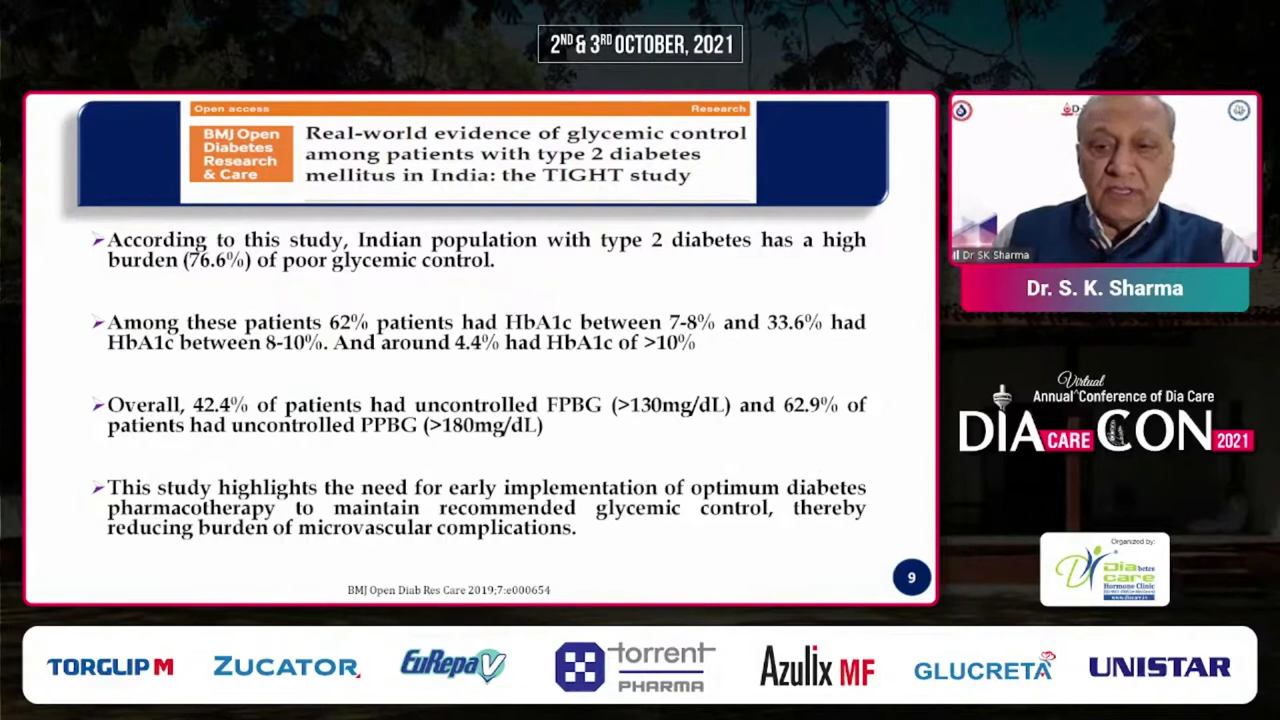 2ND & 3RD OCTOBER, 2021
Open access
Research
BMJ Open
Diabetes
Research
& Care
Real-world evidence of glycemic control
among patients with type 2 diabetes
mellitus in India: the TIGHT study
➢According to this study, Indian population with type 2 diabetes has a high
burden (76.6%) of poor glycemic control.
➢Among these patients 62% patients had HbA1c between 7-8% and 33.6% had
HbA1c between 8-10%. And around 4.4% had HbA1c of >10%
➢Overall, 42.4% of patients had uncontrolled FPBG (>130mg/dL) and 62.9% of
patients had uncontrolled PPBG (>180mg/dL)
➢This study highlights the need for early implementation of optimum diabetes
pharmacotherapy to maintain recommended glycemic control, thereby
reducing burden of microvascular complications.
BMJ Open Diab Res Care 2019;7:e000654
9
Dr SK Sharma
Dr. S. K. Sharma
Virtual
Annual Conference of Dia Care
DIA CARE CON 2021
Organized by:
Diabetes
care
Hormone Clinic
TORGLIP M
ZUCATOR
EuRepa V
torrent
PHARMA
Azulix MF
GLUCRETA
UNISTAR